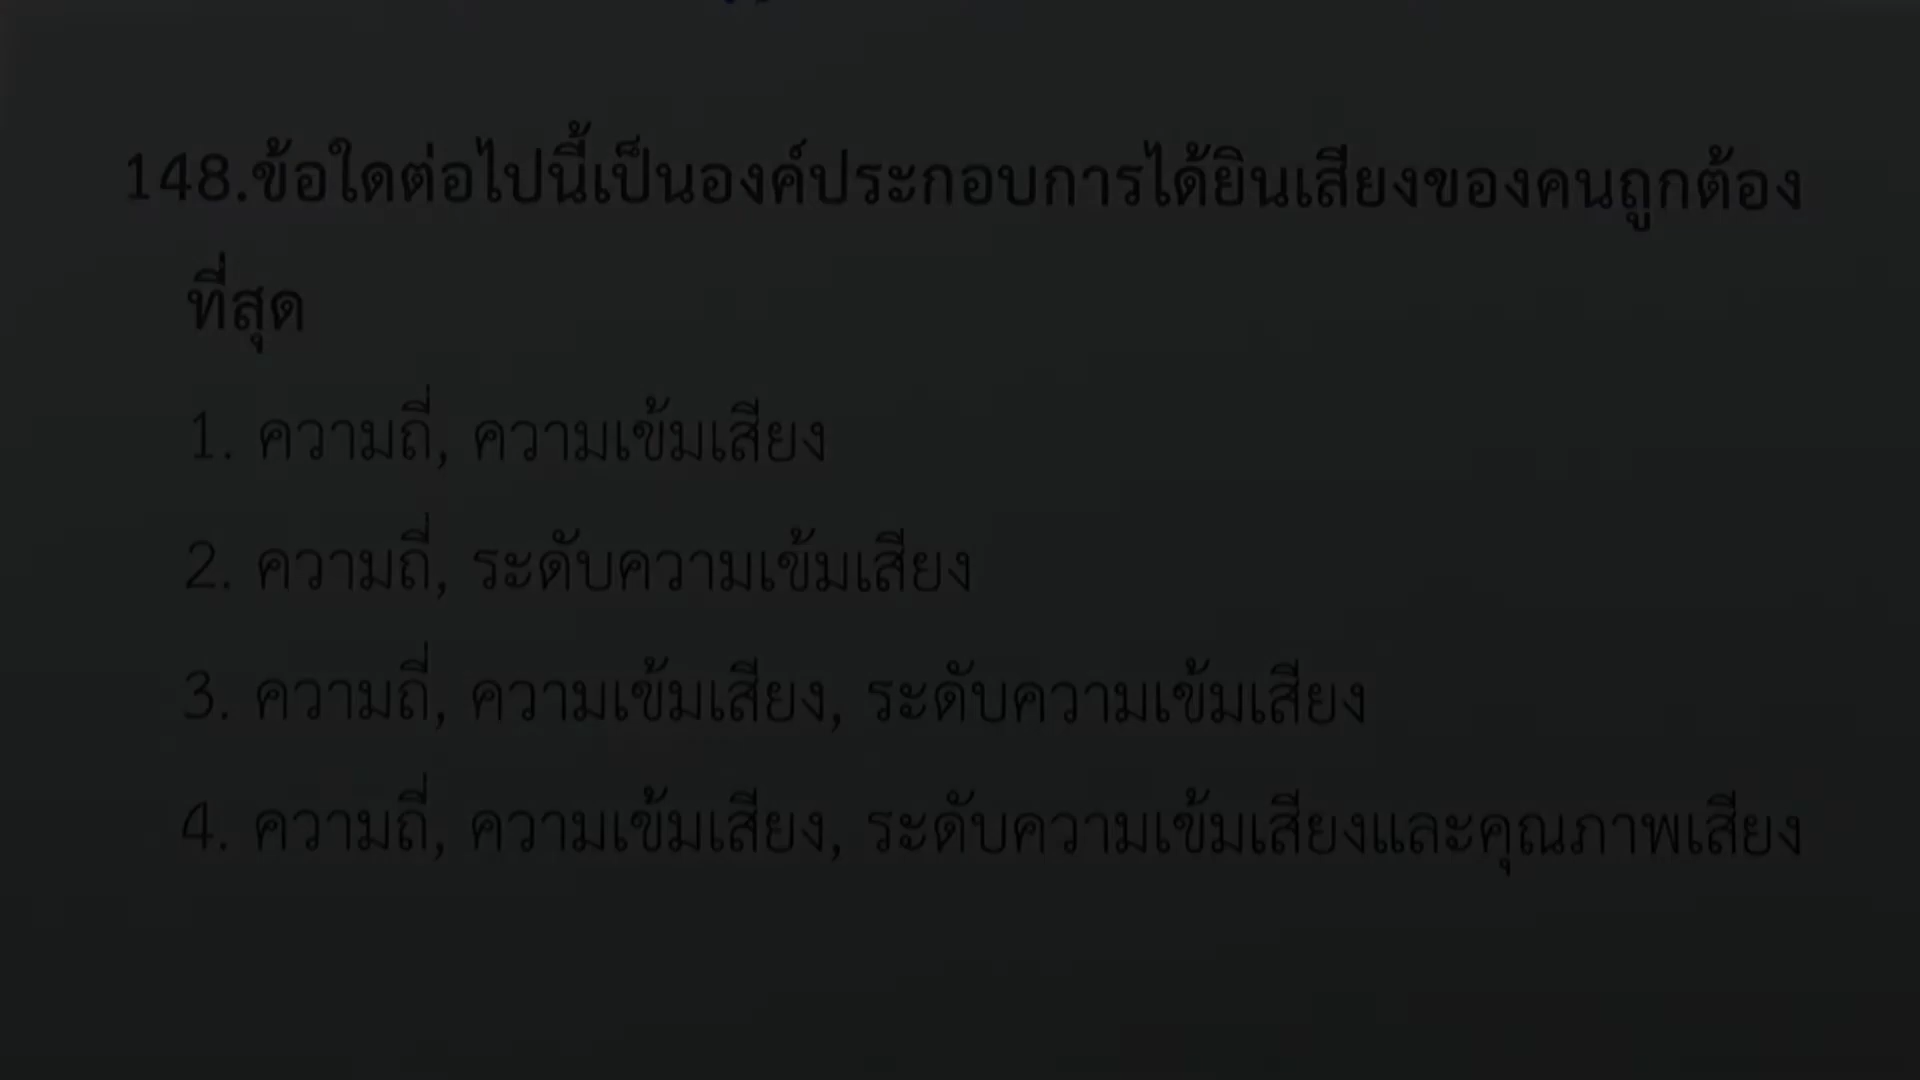 148.ข้อใดต่อไปนี้เป็นองค์ประกอบการได้ยินเสียงของคนถูกต้อง
ที่สุด
1. ความถี่, ความเข้มเสียง
2. ความถี่, ระดับความเข้มเสียง
3. ความถี่, ความเข้มเสียง, ระดับความเข้มเสียง
4. ความถี่, ความเข้มเสียง, ระดับความเข้มเสียงและคุณภาพเสียง